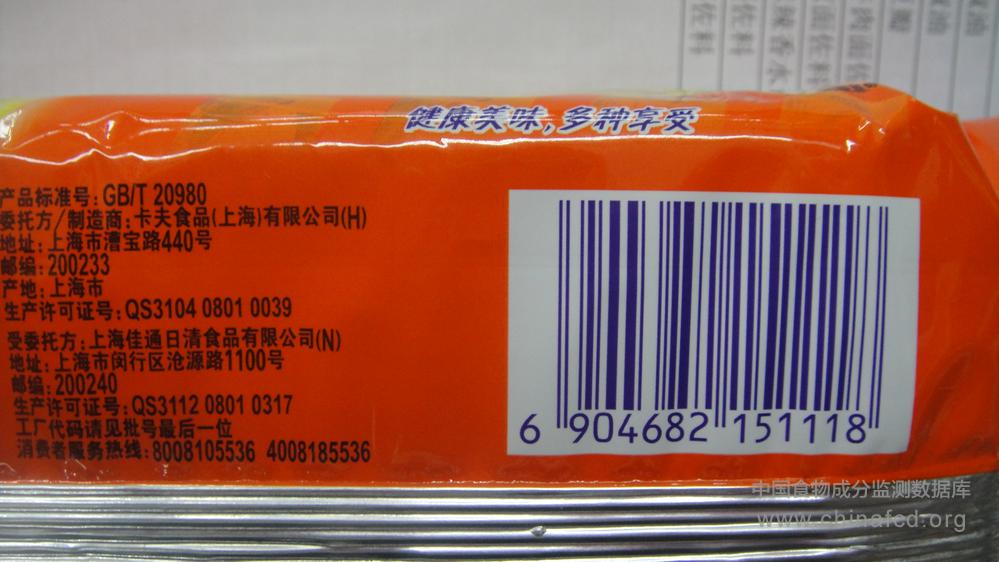 健康美味,多种享受
产品标准号:GB/T 20980
委托方/制造商:卡夫食品(上海)有限公司(H)
地址:上海市漕宝路440号
邮编:200233
产地:上海市
生产许可证号:QS3104 0801 0039
受委托方:上海佳通日清食品有限公司(N)
地址:上海市闵行区沧源路1100号
邮编:200240
生产许可证号:QS3112 0801 0317
工厂代码请见批号最后一位
消费者服务热线:8008105536 4008185536
6 904682 151118
中国食物成分监测数据库
www.chinafcd.org